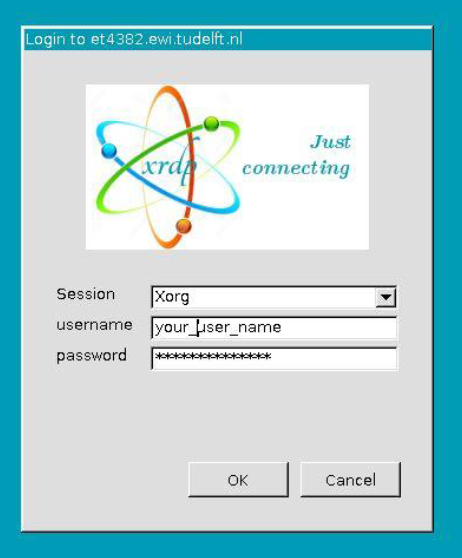 Login to et4382.ewi.tudelft.nl
Just
xrdp connecting
Session Xorg
username your_user_name
password **************
OK Cancel